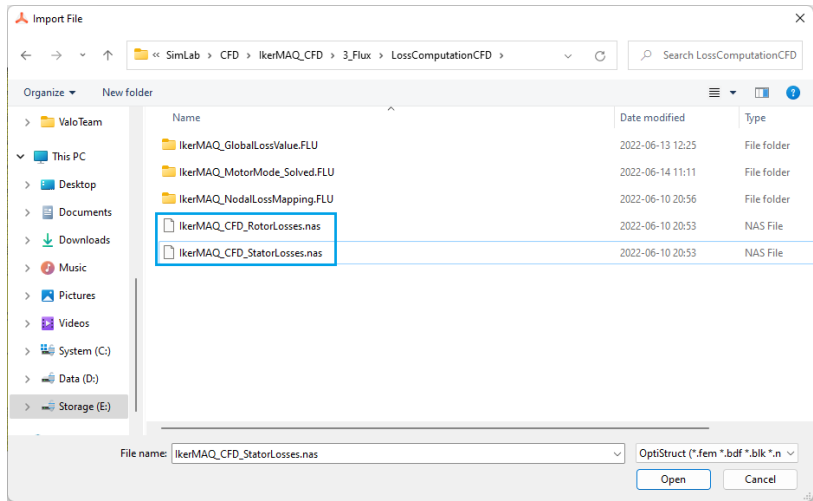 Import File
« SimLab › CFD › IkerMAQ_CFD › 3_Flux › LossComputationCFD ›
Search LossComputationCFD
Organize
New folder
Name
Date modified
Type
ValoTeam
This PC
Desktop
Documents
Downloads
Music
Pictures
Videos
System (C:)
Data (D:)
Storage (E:)
IkerMAQ_GlobalLossValue.FLU 2022-06-13 12:25 File folder
IkerMAQ_MotorMode_Solved.FLU 2022-06-14 11:11 File folder
IkerMAQ_NodalLossMapping.FLU 2022-06-10 20:56 File folder
IkerMAQ_CFD_RotorLosses.nas 2022-06-10 20:53 NAS File
IkerMAQ_CFD_StatorLosses.nas 2022-06-10 20:53 NAS File
File name: IkerMAQ_CFD_StatorLosses.nas
OptiStruct (*.fem *.bdf *.blk *.n
Open
Cancel